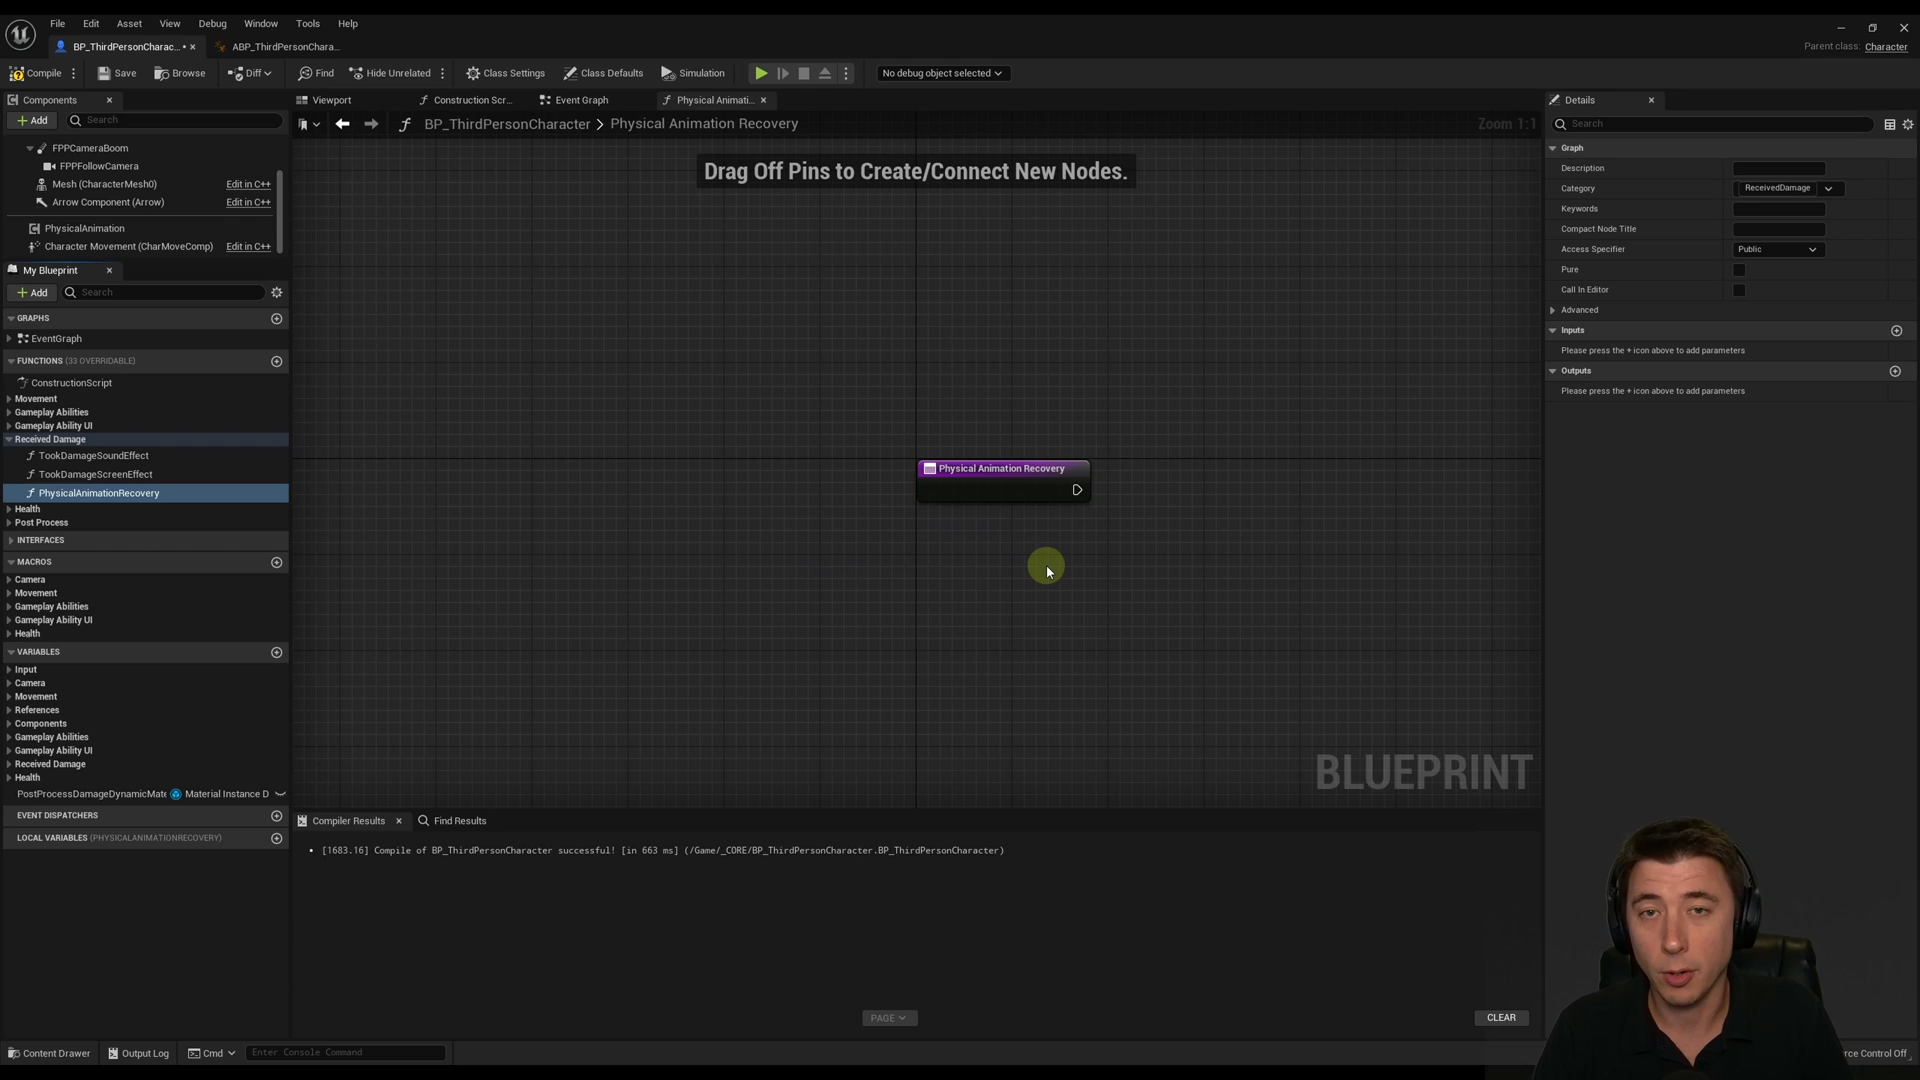 File Edit Asset View Debug Window Tools Help
BP_ThirdPersonCharac... ABP_ThirdPersonChara...
Parent class: Character
Compile Save Browse Diff Find Hide Unrelated Class Settings Class Defaults Simulation No debug object selected
Components
Add Search
FPPCameraBoom
FPPFollowCamera
Mesh (CharacterMesh0) Edit in C++
Arrow Component (Arrow) Edit in C++
PhysicalAnimation
Character Movement (CharMoveComp) Edit in C++
My Blueprint
Add Search
GRAPHS
EventGraph
FUNCTIONS (33 OVERRIDABLE)
ConstructionScript
Movement
Gameplay Abilities
Gameplay Ability UI
Received Damage
TookDamageSoundEffect
TookDamageScreenEffect
PhysicalAnimationRecovery
Health
Post Process
INTERFACES
MACROS
Camera
Movement
Gameplay Abilities
Gameplay Ability UI
Health
VARIABLES
Input
Camera
Movement
References
Components
Gameplay Abilities
Gameplay Ability UI
Received Damage
Health
PostProcessDamageDynamicMate Material Instance D
EVENT DISPATCHERS
LOCAL VARIABLES (PHYSICALANIMATIONRECOVERY)
Viewport Construction Scr... Event Graph Physical Animati...
BP_ThirdPersonCharacter > Physical Animation Recovery
Zoom 1:1
Drag Off Pins to Create/Connect New Nodes.
Physical Animation Recovery
BLUEPRINT
Compiler Results Find Results
[1683.16] Compile of BP_ThirdPersonCharacter successful! [in 663 ms] (/Game/_CORE/BP_ThirdPersonCharacter.BP_ThirdPersonCharacter)
PAGE
CLEAR
Details
Search
Graph
Description
Category ReceivedDamage
Keywords
Compact Node Title
Access Specifier Public
Pure
Call In Editor
Advanced
Inputs
Please press the + icon above to add parameters
Outputs
Please press the + icon above to add parameters
Content Drawer Output Log Cmd Enter Console Command
rce Control Off